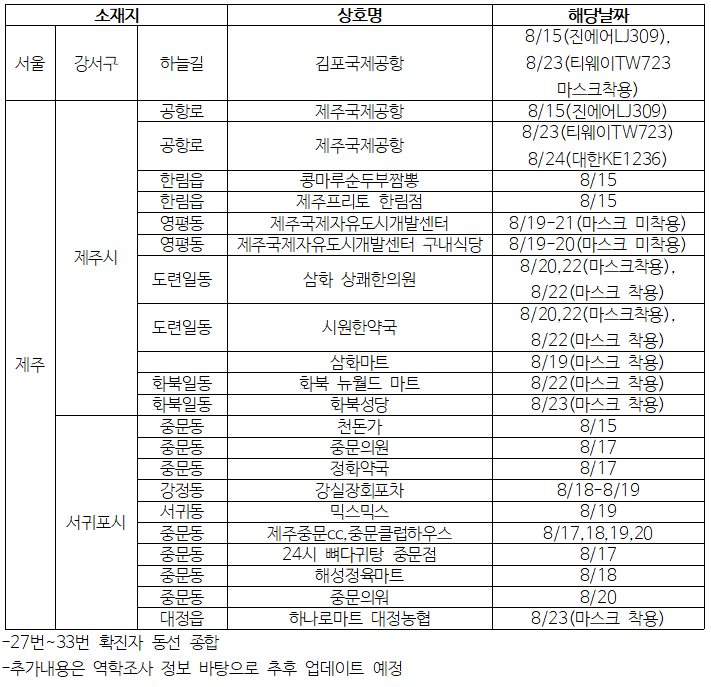 소재지 상호명 해당날짜
8/15(진에어LJ309),
서울 강서구 하늘길 김포국제공항 8/23(티웨이TW723
마스크착용)
공항로 제주국제공항 8/15(진에어LJ309)
8/23(티웨이TW723)
공항로 제주국제공항
8/24(대한KE1236)
한림읍 콩마루순두부짬뽕 8/15
한림읍 제주프리토 한림점 8/15
영평동 제주국제자유도시개발센터 8/19-21(마스크 미착용)
영평동 제주국제자유도시개발센터 구내식당 8/19-20(마스크 미착용)
제주시
8/20,22(마스크착용),
도련일동 삼화 상쾌한의원
8/22(마스크 착용)
8/20,22(마스크착용),
도련일동 시원한약국
8/22(마스크 착용)
제주
삼화마트 8/19(마스크 착용)
화북일동 화북 뉴월드 마트 8/22(마스크 착용)
화북일동 화북성당 8/23(마스크 착용)
중문동 천돈가 8/15
중문동 중문의원 8/17
중문동 정화약국 8/17
강정동 강실장회포차 8/18-8/19
서귀포시 서귀동 믹스믹스 8/19
중문동 제주중문cc,중문클럽하우스 8/17,18,19,20
중문동 24시 뼈다귀탕 중문점 8/17
중문동 해성정육마트 8/18
중문동 중문의워 8/20
대정읍 하나로마트 대정농협 8/23(마스크 착용)
-27번~33번 확진자 동선 종합
-추가내용은 역학조사 정보 바탕으로 추후 업데이트 예정